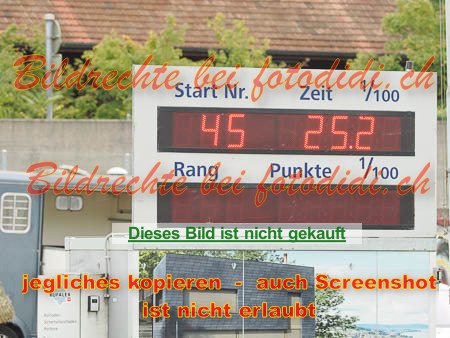 Bildrechte bei fotodidi.ch
Start Nr. Zeit 1/100
45 25.2
Rang Punkte 1/100
Bildrechte bei fotodidi.ch
Dieses Bild ist nicht gekauft
jegliches kopieren - auch Screenshot
ist nicht erlaubt